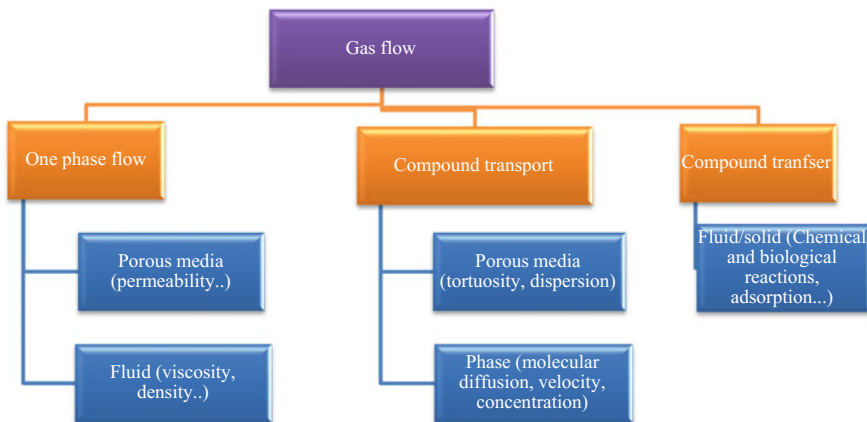 Gas flow
One phase flow
Compound transport
Compound tranfser
Porous media
(permeability..)
Porous media
(tortuosity, dispersion)
Fluid/solid (Chemical
and biological
reactions,
adsorption...)
Fluid (viscosity,
density..)
Phase (molecular
diffusion, velocity,
concentration)